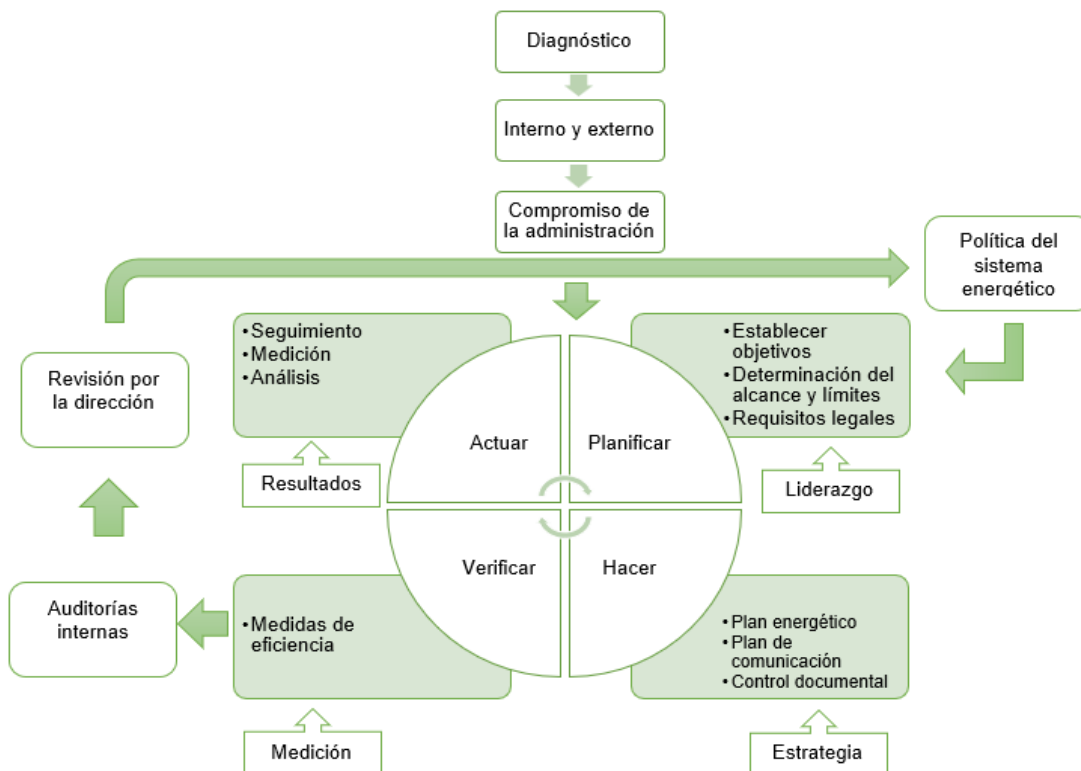 Diagnóstico
Interno y externo
Compromiso de
la administración
Política del
sistema
energético
•Seguimiento
•Medición
•Análisis
•Establecer
objetivos
•Determinación del
alcance y límites
•Requisitos legales
Revisión por
la dirección
Actuar
Planificar
Resultados
Liderazgo
Verificar
Hacer
Auditorías
internas
•Medidas de
eficiencia
•Plan energético
•Plan de
comunicación
•Control documental
Medición
Estrategia